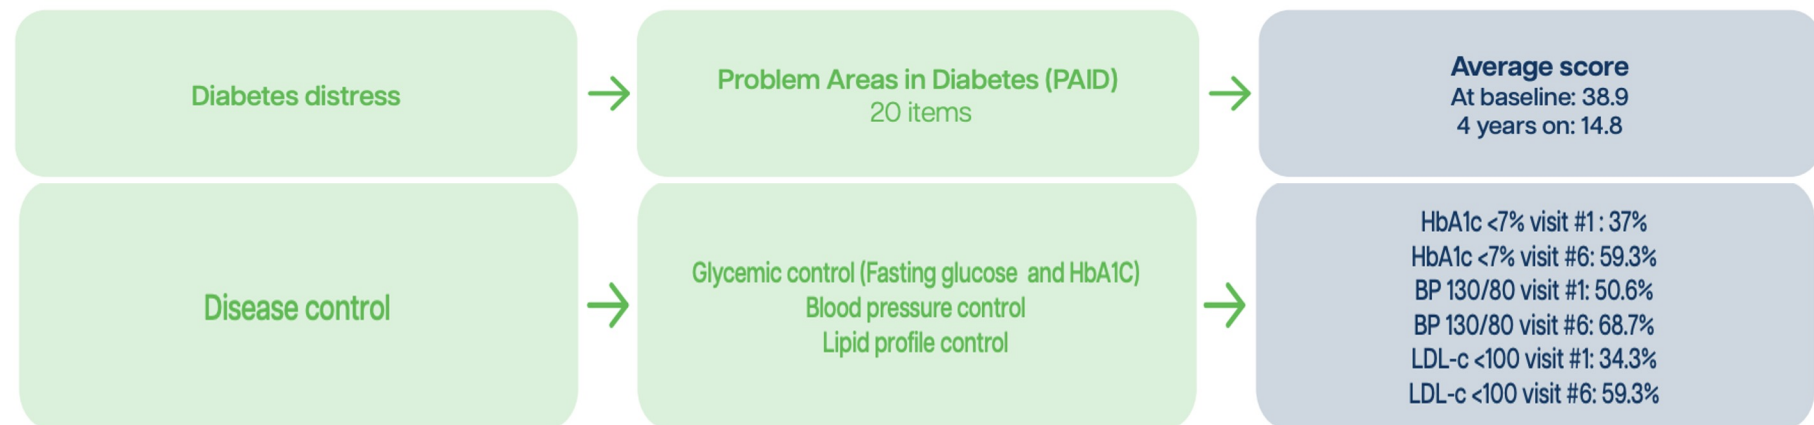 Diabetes distress
Problem Areas in Diabetes (PAID)
20 items
Average score
At baseline: 38.9
4 years on: 14.8
Disease control
Glycemic control (Fasting glucose and HbA1C)
Blood pressure control
Lipid profile control
HbA1c <7% visit #1 : 37%
HbA1c <7% visit #6: 59.3%
BP 130/80 visit #1: 50.6%
BP 130/80 visit #6: 68.7%
LDL-c <100 visit #1: 34.3%
LDL-c <100 visit #6: 59.3%